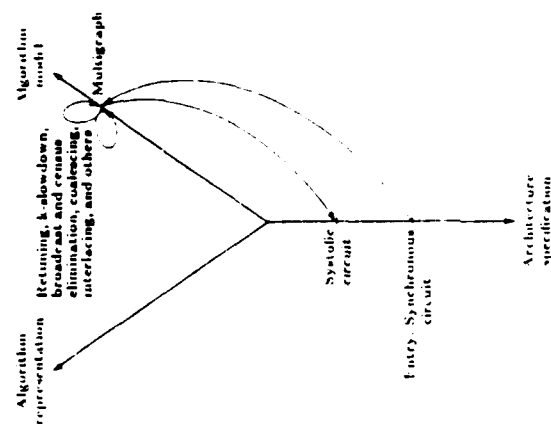 Algorithm
model
Multigraph
Retiming, k-slowdown,
broadcast and census
elimination, coalescing,
interlacing, and others
Algorithm
representation
Systolic
circuit
Entry: Synchronous
circuit
Architecture
specification